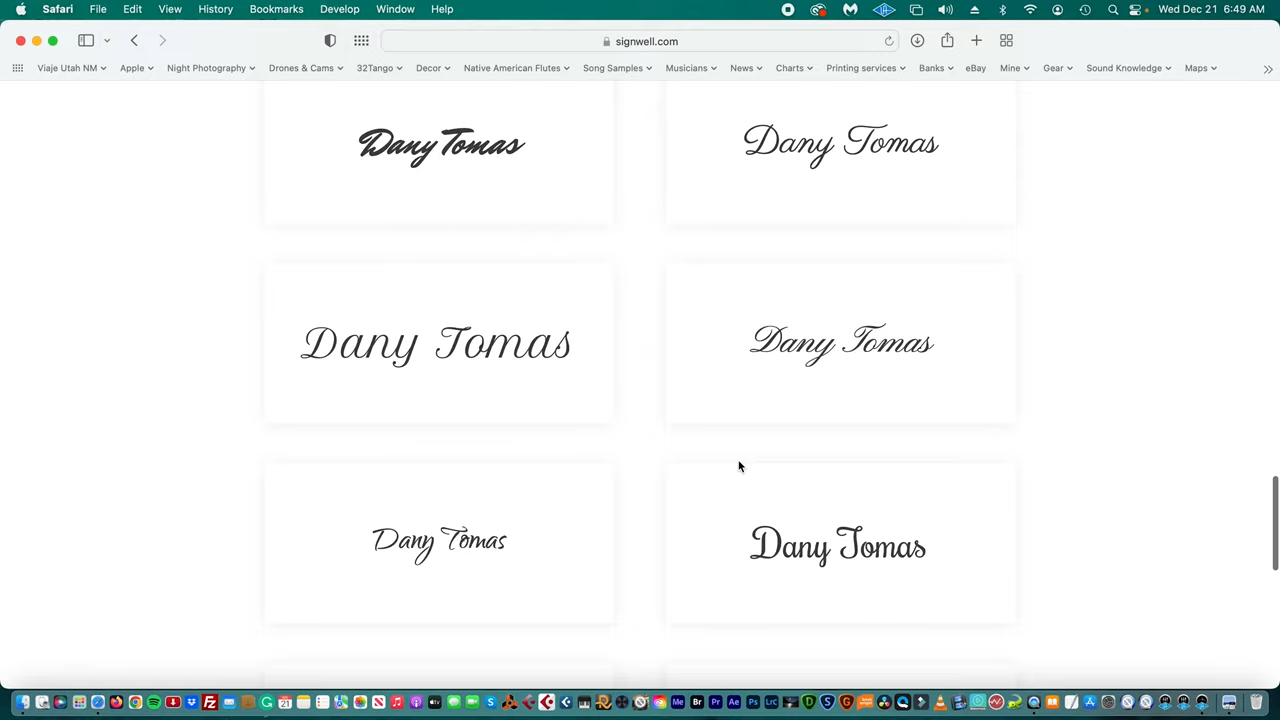 Safari File Edit View History Bookmarks Develop Window Help Wed Dec 21 6:49 AM
signwell.com
Viaje Utah NM Apple Night Photography Drones & Cams 32Tango Decor Native American Flutes Song Samples Musicians News Charts Printing services Banks eBay Mine Gear Sound Knowledge Maps
Dany Tomas Dany Tomas
Dany Tomas Dany Tomas
Dany Tomas Dany Tomas